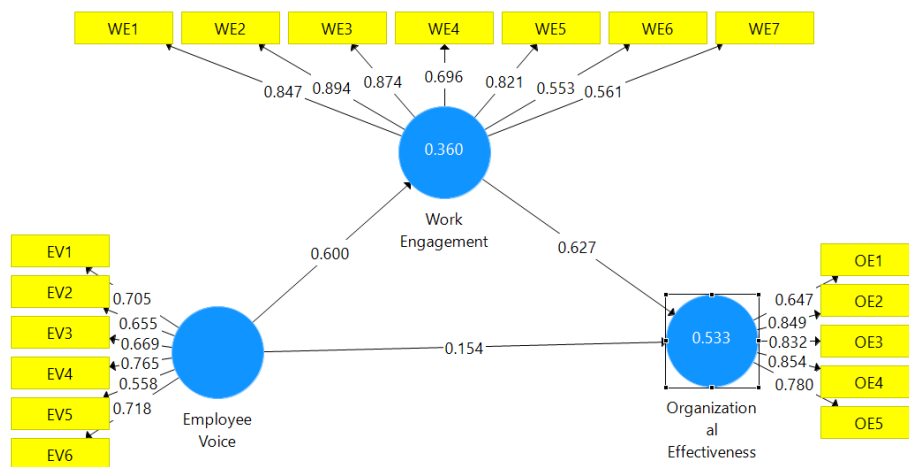 WE1 WE2 WE3 WE4 WE5 WE6 WE7
0.847 0.894 0.874 0.696 0.821 0.553 0.561
0.360
Work
Engagement
0.600
0.627
EV1
EV2
EV3
EV4
EV5
EV6
0.705
0.655
0.669
0.765
0.558
0.718
Employee
Voice
0.154
0.533
Organization
al
Effectiveness
0.647
0.849
0.832
0.854
0.780
OE1
OE2
OE3
OE4
OE5